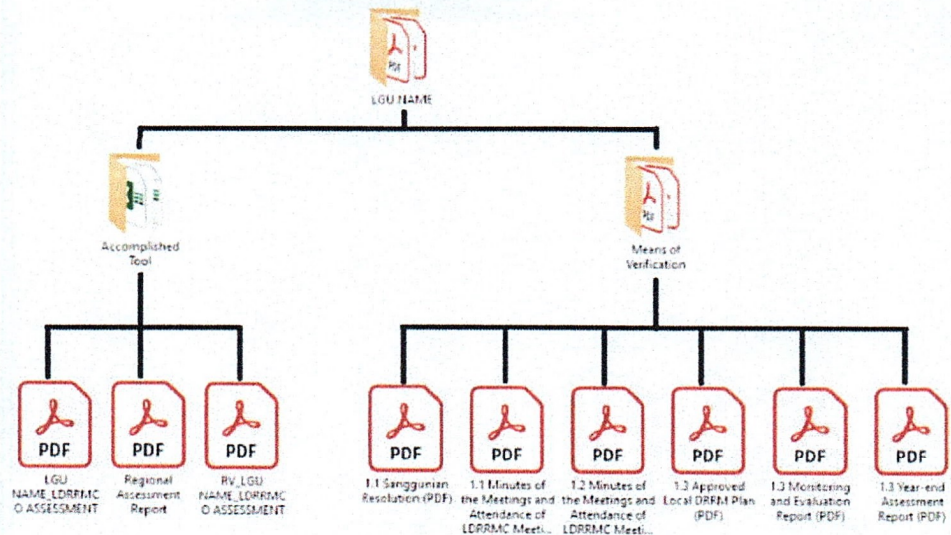 PDF
LGU NAME
PDF
Accomplished
Tool
Means of
Verification
PDF
PDF
PDF
PDF
PDF
PDF
PDF
PDF
PDF
LGU
NAME_LDRRMC
O ASSESSMENT
Regional
Assessment
Report
RV_LGU
NAME_LDRRMC
O ASSESSMENT
1.1 Sanggunian
Resolution (PDF)
1.1 Minutes of
the Meetings and
Attendance of
LDRRMC Meeti...
1.2 Minutes of
the Meetings and
Attendance of
LDRRMC Meeti...
1.3 Approved
Local DRRM Plan
(PDF)
1.3 Monitoring
and Evaluation
Report (PDF)
1.3 Year-end
Assessment
Report (PDF)